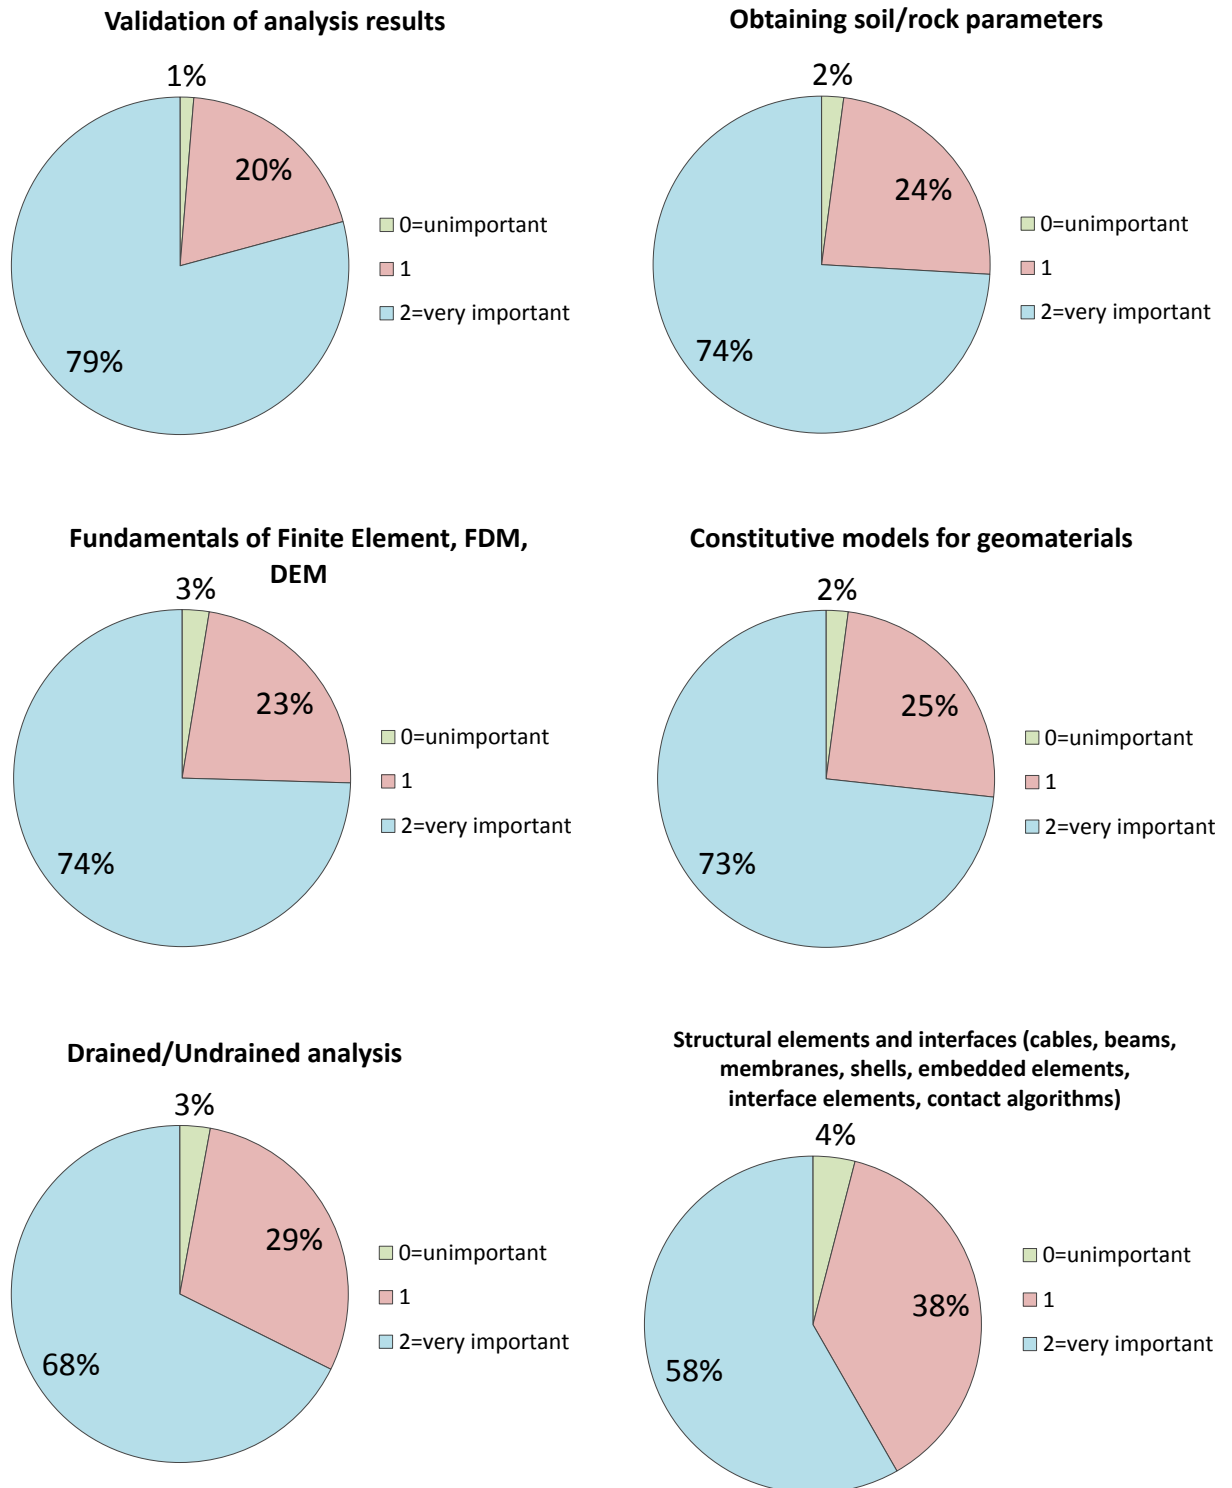 Validation of analysis results
1%
20%
79%
0=unimportant
1
2=very important
Obtaining soil/rock parameters
2%
24%
74%
0=unimportant
1
2=very important
Fundamentals of Finite Element, FDM,
DEM
3%
23%
74%
0=unimportant
1
2=very important
Constitutive models for geomaterials
2%
25%
73%
0=unimportant
1
2=very important
Drained/Undrained analysis
3%
29%
68%
0=unimportant
1
2=very important
Structural elements and interfaces (cables, beams,
membranes, shells, embedded elements,
interface elements, contact algorithms)
4%
38%
58%
0=unimportant
1
2=very important